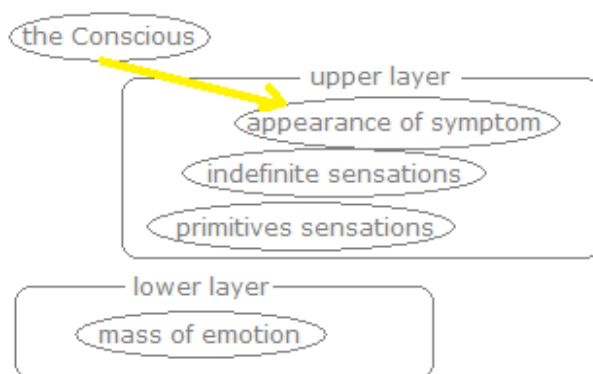 the Conscious
upper layer
appearance of symptom
indefinite sensations
primitives sensations
lower layer
mass of emotion